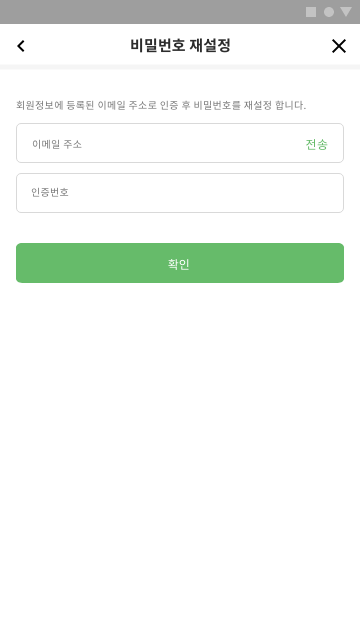 비밀번호 재설정
회원정보에 등록된 이메일 주소로 인증 후 비밀번호를 재설정 합니다.
이메일 주소 전송
인증번호
확인